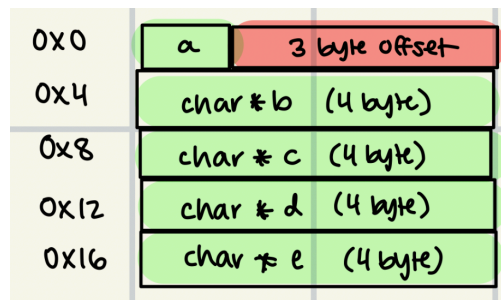 0x0 a 3 byte offset
0x4 char * b (4 byte)
0x8 char * c (4 byte)
0x12 char * d (4 byte)
0x16 char * e (4 byte)